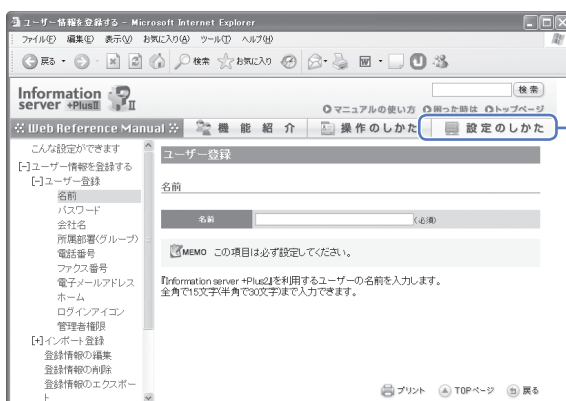 ユーザー情報を登録する - Microsoft Internet Explorer
ファイル(F) 編集(E) 表示(V) お気に入り(A) ツール(T) ヘルプ(H)
戻る 検索 お気に入り
Information server +PlusⅡ Ⅱ
検索
マニュアルの使い方 困った時は トップページ
Web Reference Manual 機能紹介 操作のしかた 設定のしかた
こんな設定ができます
[-]ユーザー情報を登録する
[-]ユーザー登録
名前
パスワード
会社名
所属部署(グループ)
電話番号
ファクス番号
電子メールアドレス
ホーム
ログインアイコン
管理者権限
[+]インポート登録
登録情報の編集
登録情報の削除
登録情報のエクスポー
ト
ユーザー登録
名前
名前 (必須)
MEMO この項目は必ず設定してください。
『Information server +Plus2』を利用するユーザーの名前を入力します。
全角で15文字(半角で30文字)まで入力できます。
プリント TOPページ 戻る